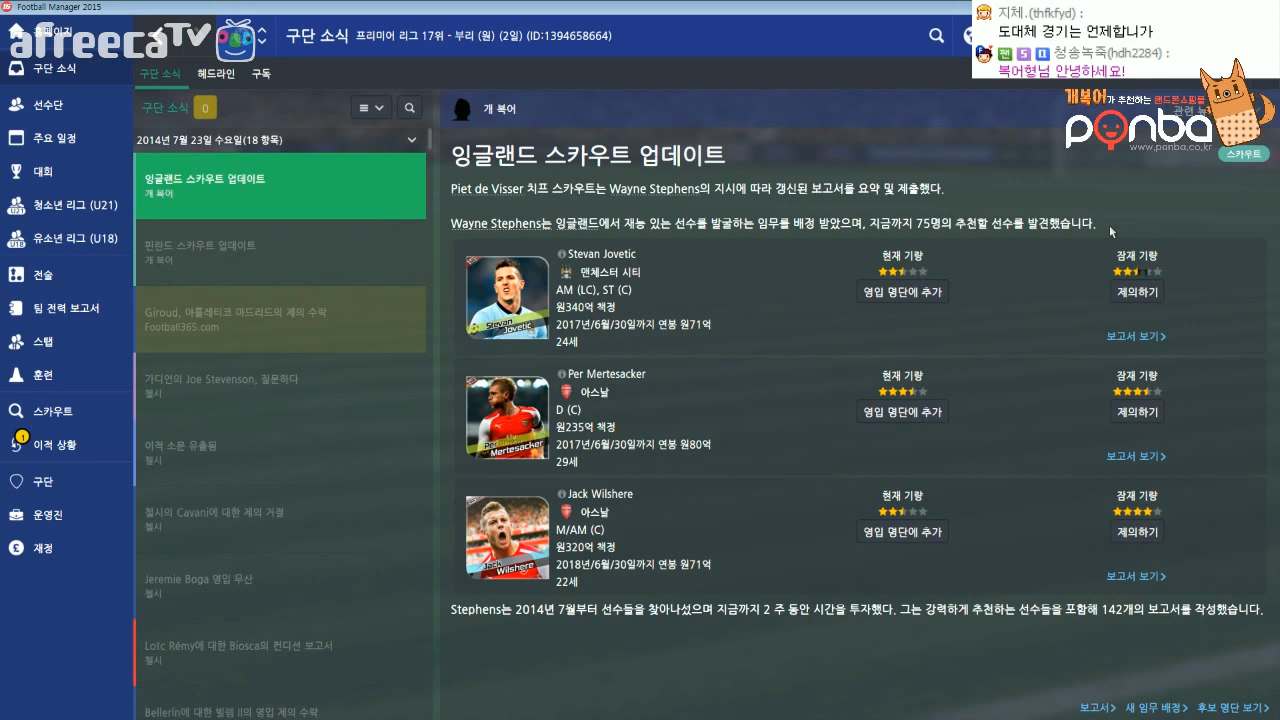 Football Manager 2015
afreecaTV
구단 소식
프라미어 리그 17위 - 부리 (원) (2일) (ID:1394658664)
지체.(thfkfyd) :
도대체 경기는 언제합니가
팬 5 청송녹죽(hdh2284) :
복어형님 안녕하세요!
개복어가 추천하는 핸드폰쇼핑몰
ponba
www.ponba.co.kr
스카우트
구단 소식
선수단
주요 일정
대회
청소년 리그 (U21)
유소년 리그 (U18)
전술
팀 전력 보고서
스탭
훈련
스카우트
1
이적 상황
구단
운영진
재정
구단 소식 헤드라인 구독
구단 소식 0
2014년 7월 23일 수요일(18 항목)
잉글랜드 스카우트 업데이트
개 복어
핀란드 스카우트 업데이트
개 복어
Giroud, 아틀레티코 마드리드의 제의 수락
Football365.com
가디언의 Joe Stevenson, 질문하다
첼시
이적 소문 유출됨
첼시
첼시의 Cavani에 대한 제의 거절
첼시
Jeremie Boga 영입 무산
첼시
Loïc Rémy에 대한 Biosca의 컨디션 보고서
첼시
Bellerín에 대한 빌렘 II의 영입 제의 수락
개 복어
잉글랜드 스카우트 업데이트
Piet de Visser 치프 스카우트는 Wayne Stephens의 지시에 따라 갱신된 보고서를 요약 및 제출했다.
Wayne Stephens는 잉글랜드에서 재능 있는 선수를 발굴하는 임무를 배정 받았으며, 지금까지 75명의 추천할 선수를 발견했습니다.
Stevan Jovetic
맨체스터 시티
AM (LC), ST (C)
원340억 책정
2017년/6월/30일까지 연봉 원71억
24세
Stevan Jovetic
현재 기량
영입 명단에 추가
잠재 기량
제의하기
보고서 보기
Per Mertesacker
아스날
D (C)
원235억 책정
2017년/6월/30일까지 연봉 원80억
29세
Per Mertesacker
현재 기량
영입 명단에 추가
잠재 기량
제의하기
보고서 보기
Jack Wilshere
아스날
M/AM (C)
원320억 책정
2018년/6월/30일까지 연봉 원71억
22세
Jack Wilshere
현재 기량
영입 명단에 추가
잠재 기량
제의하기
보고서 보기
Stephens는 2014년 7월부터 선수들을 찾아나섰으며 지금까지 2 주 동안 시간을 투자했다. 그는 강력하게 추천하는 선수들을 포함해 142개의 보고서를 작성했습니다.
보고서 새 임무 배정 후보 명단 보기